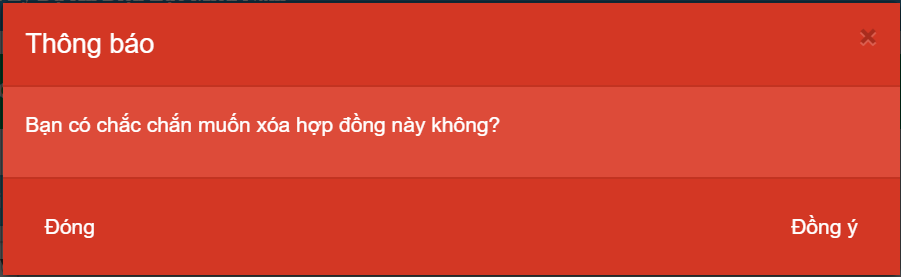 Thông báo
×
Bạn có chắc chắn muốn xóa hợp đồng này không?
Đóng
Đồng ý